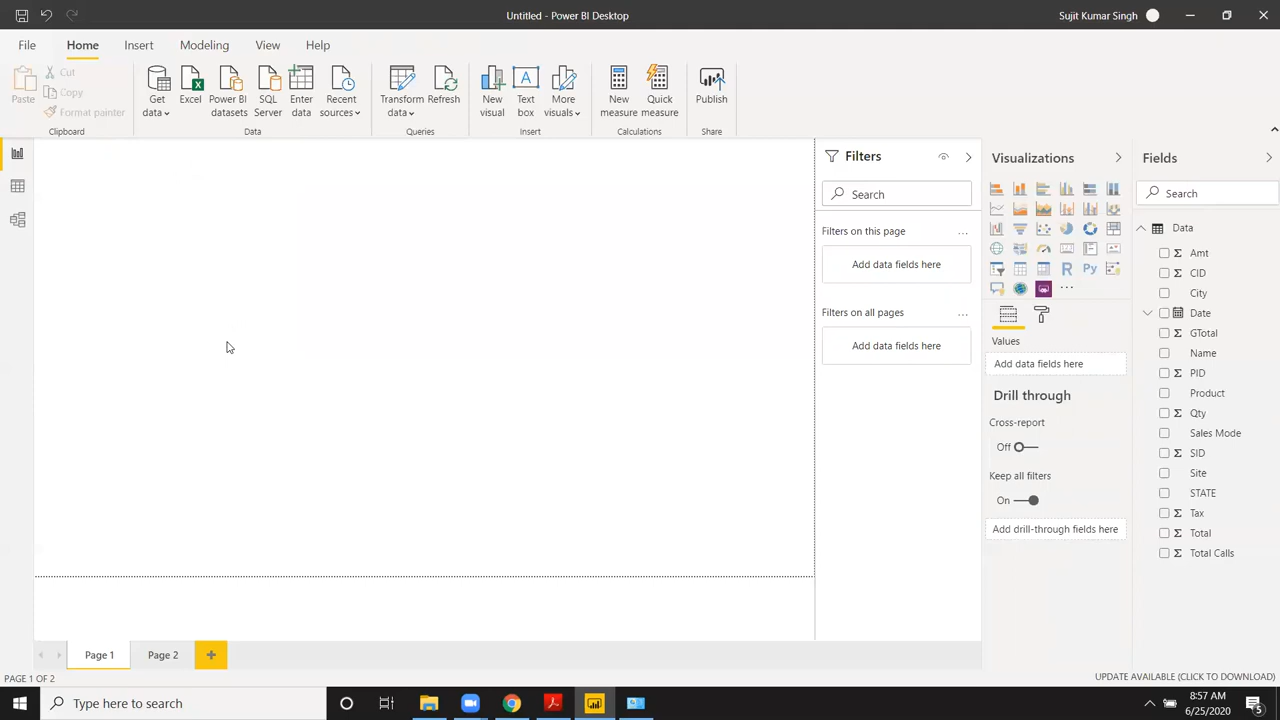 Untitled - Power BI Desktop
Sujit Kumar Singh
File
Home
Insert
Modeling
View
Help
Paste
Cut
Copy
Format painter
Clipboard
Get data
Excel
Power BI datasets
SQL Server
Enter data
Recent sources
Data
Transform data
Refresh
Queries
New visual
Text box
More visuals
Insert
New measure
Quick measure
Calculations
Publish
Share
Filters
Search
Filters on this page
...
Add data fields here
Filters on all pages
...
Add data fields here
Visualizations
R
Py
...
Values
Add data fields here
Drill through
Cross-report
Off
Keep all filters
On
Add drill-through fields here
Fields
Search
Data
Σ Amt
Σ CID
City
Date
Σ GTotal
Name
Σ PID
Product
Σ Qty
Sales Mode
Σ SID
Site
STATE
Σ Tax
Σ Total
Σ Total Calls
Page 1
Page 2
+
PAGE 1 OF 2
UPDATE AVAILABLE (CLICK TO DOWNLOAD)
Type here to search
8:57 AM
6/25/2020
5